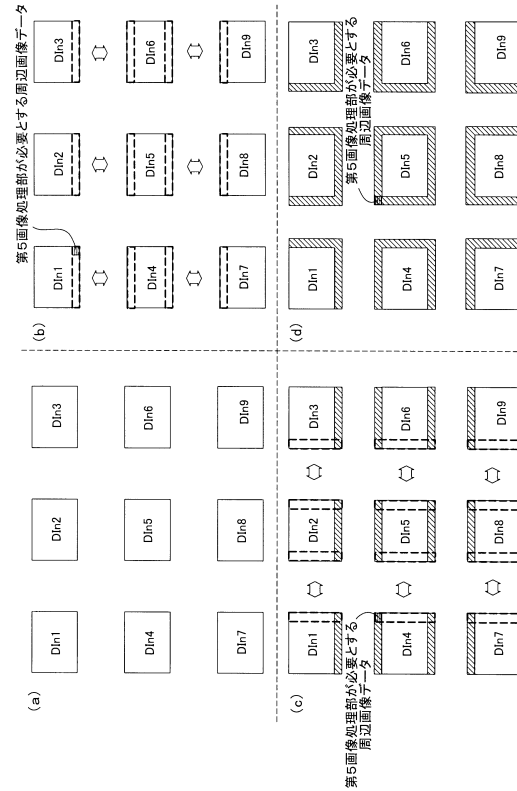 (a)
DIn1
DIn2
DIn3
DIn4
DIn5
DIn6
DIn7
DIn8
DIn9
(b)
第5画像処理部が必要とする周辺画像データ
DIn1
DIn2
DIn3
DIn4
DIn5
DIn6
DIn7
DIn8
DIn9
(c)
DIn1
DIn2
DIn3
第5画像処理部が必要とする
周辺画像データ
DIn4
DIn5
DIn6
DIn7
DIn8
DIn9
(d)
DIn1
DIn2
DIn3
第5画像処理部が必要とする
周辺画像データ
DIn4
DIn5
DIn6
DIn7
DIn8
DIn9